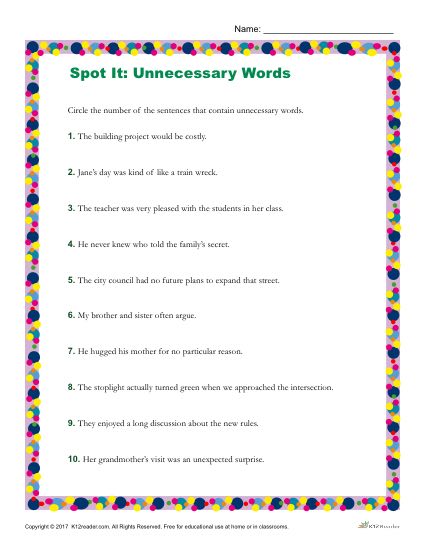 Name: ___________________________
Spot It: Unnecessary Words
Circle the number of the sentences that contain unnecessary words.
1. The building project would be costly.
2. Jane's day was kind of like a train wreck.
3. The teacher was very pleased with the students in her class.
4. He never knew who told the family's secret.
5. The city council had no future plans to expand that street.
6. My brother and sister often argue.
7. He hugged his mother for no particular reason.
8. The stoplight actually turned green when we approached the intersection.
9. They enjoyed a long discussion about the new rules.
10. Her grandmother's visit was an unexpected surprise.
Copyright © 2017 K12reader.com. All Rights Reserved. Free for educational use at home or in classrooms.
K12Reader